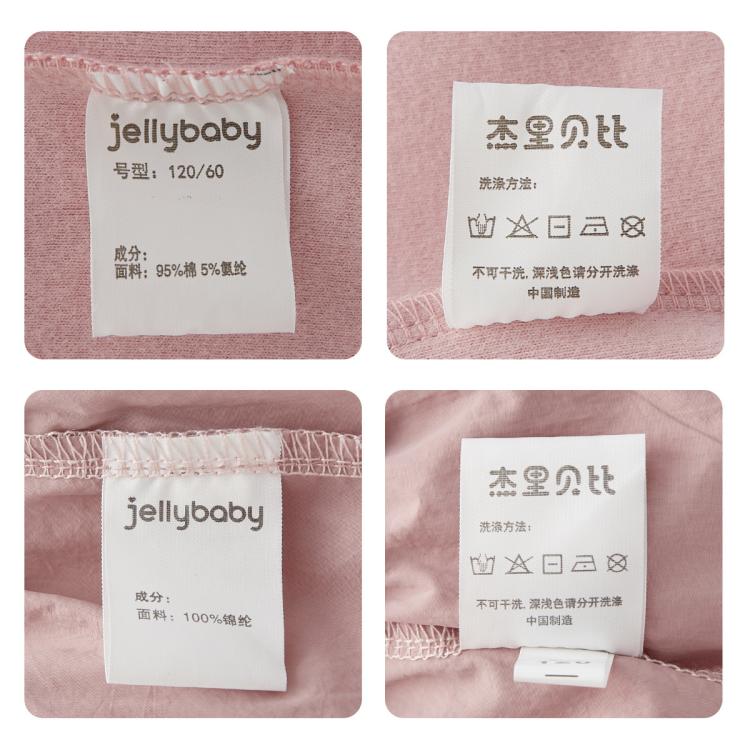 jellybaby
号型：120/60
成分：
面料：95%棉 5%氨纶
杰里贝比
洗涤方法：
不可干洗，深浅色请分开洗涤
中国制造
jellybaby
成分：
面料：100%锦纶
杰里贝比
洗涤方法：
不可干洗，深浅色请分开洗涤
中国制造
120